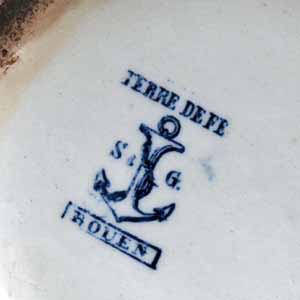 TERRE DE FE
S & G.
ROUEN